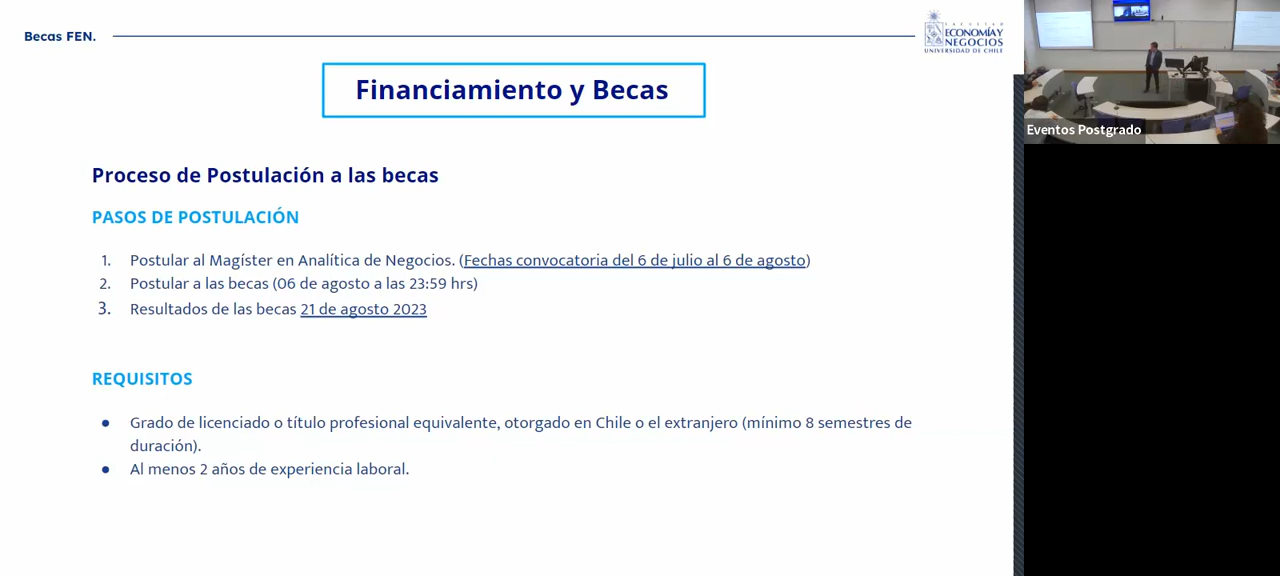 Becas FEN.
FACULTAD
ECONOMÍA Y
NEGOCIOS
UNIVERSIDAD DE CHILE
Financiamiento y Becas
Eventos Postgrado
Proceso de Postulación a las becas
PASOS DE POSTULACIÓN
1. Postular al Magíster en Analítica de Negocios. (Fechas convocatoria del 6 de julio al 6 de agosto)
2. Postular a las becas (06 de agosto a las 23:59 hrs)
3. Resultados de las becas 21 de agosto 2023
REQUISITOS
● Grado de licenciado o título profesional equivalente, otorgado en Chile o el extranjero (mínimo 8 semestres de
duración).
● Al menos 2 años de experiencia laboral.